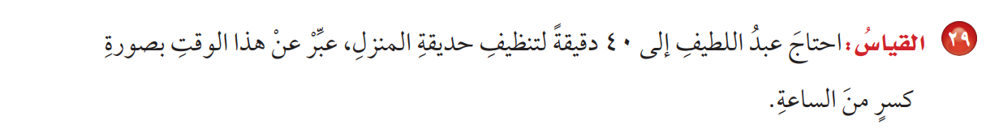 ٢٩ القياسُ: احتاجَ عبدُ اللطيفِ إلى ٤٠ دقيقةً لتنظيفِ حديقةِ المنزلِ، عبِّرْ عنْ هذا الوقتِ بصورةِ
كسرٍ منَ الساعةِ.